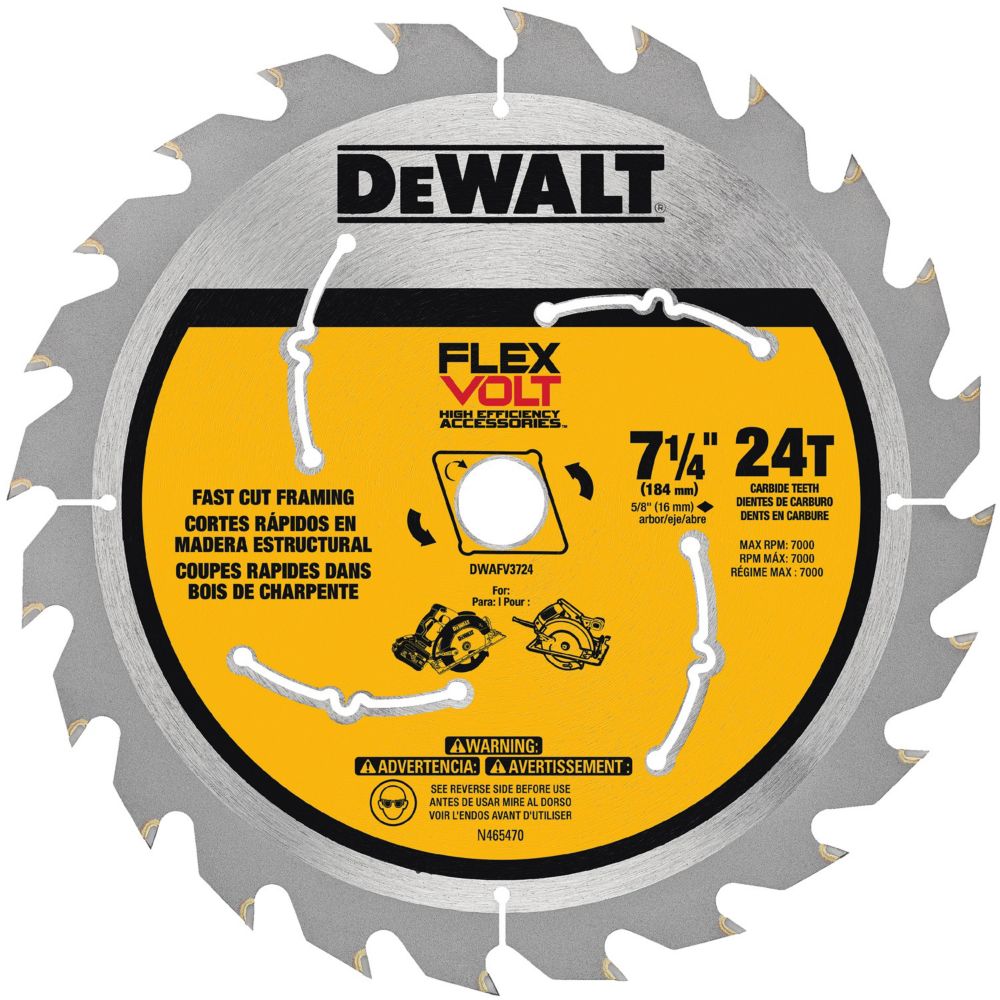 DEWALT®
FLEX
VOLT
HIGH EFFICIENCY
ACCESSORIES™
FAST CUT FRAMING
CORTES RÁPIDOS EN
MADERA ESTRUCTURAL
COUPES RAPIDES DANS
BOIS DE CHARPENTE
7 1/4" 24T
(184 mm)
5/8" (16 mm)
arbor/eje/abre
CARBIDE TEETH
DIENTES DE CARBURO
DENTS EN CARBURE
MAX RPM: 7000
RPM MÁX: 7000
RÉGIME MAX : 7000
DWAFV3724
For:
Para: | Pour :
DEWALT
WARNING:
ADVERTENCIA: AVERTISSEMENT :
SEE REVERSE SIDE BEFORE USE
ANTES DE USAR MIRE AL DORSO
VOIR L'ENDOS AVANT D'UTILISER
N465470